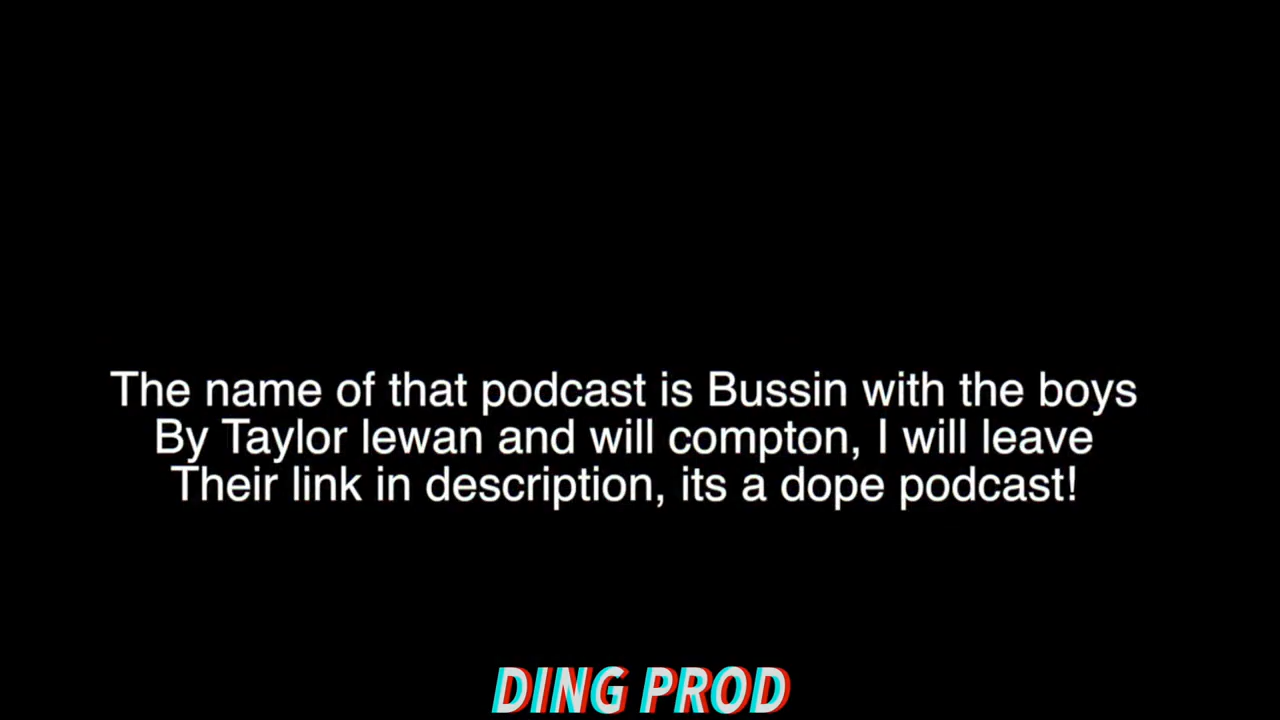 The name of that podcast is Bussin with the boys
By Taylor lewan and will compton, I will leave
Their link in description, its a dope podcast!
DING PROD